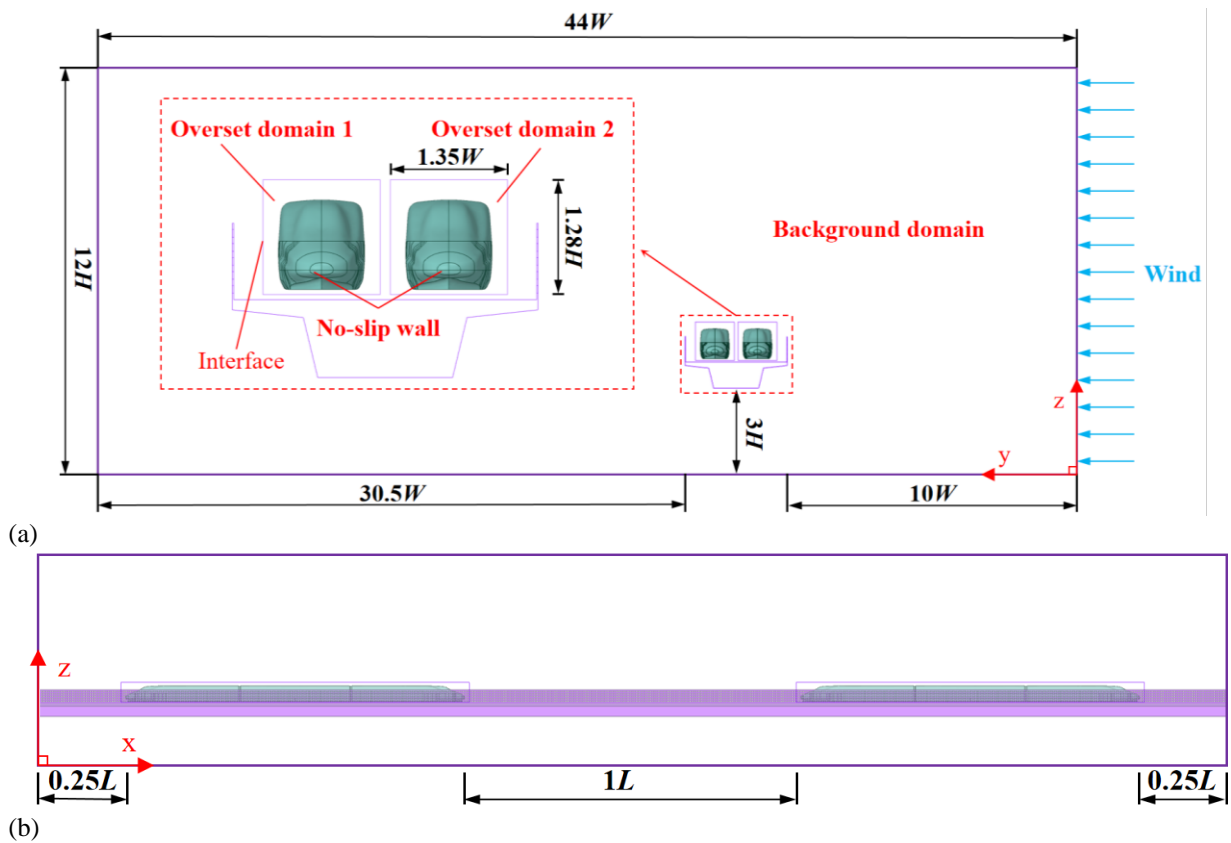 44W
Overset domain 1
Overset domain 2
1.35W
1.28H
12H
Background domain
Wind
No-slip wall
Interface
3H
z
y
30.5W
10W
(a)
z
x
0.25L
1L
0.25L
(b)